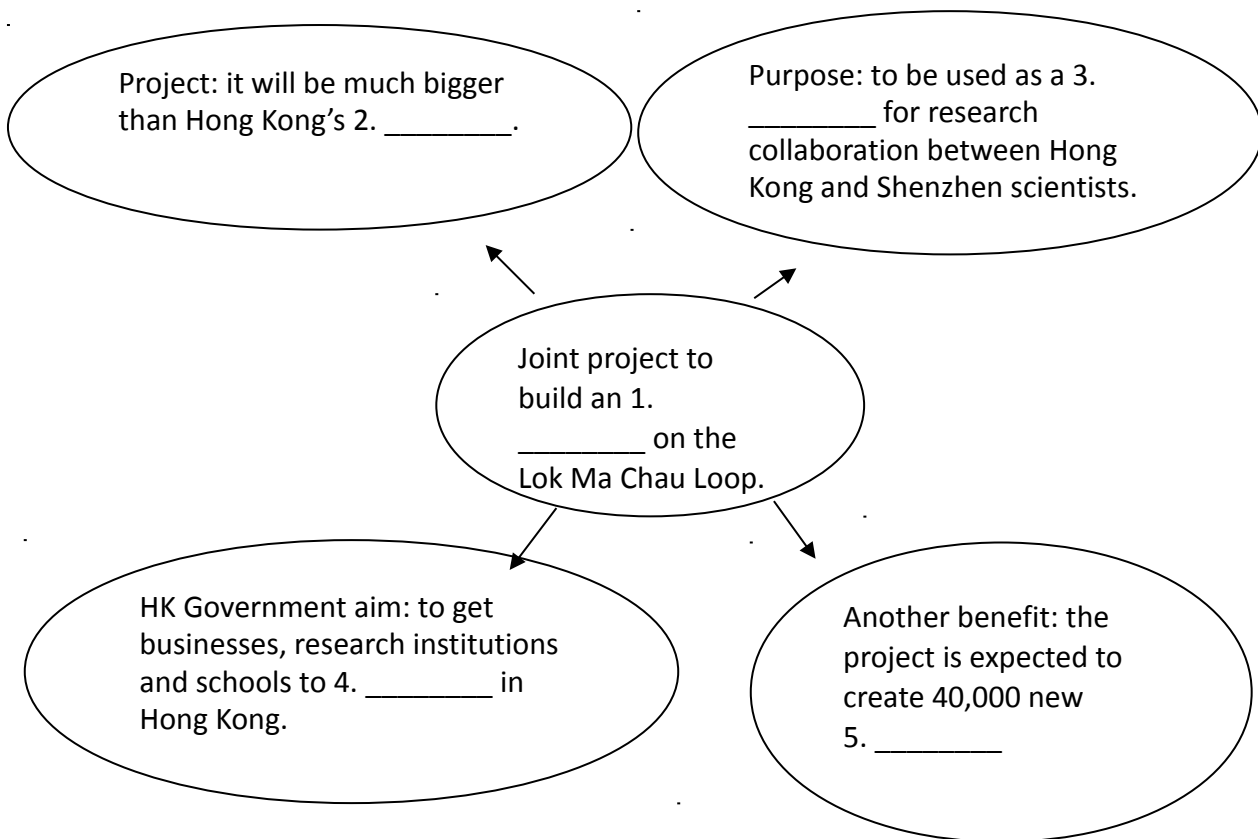 Project: it will be much bigger
than Hong Kong’s 2. ________.
Purpose: to be used as a 3.
________ for research
collaboration between Hong
Kong and Shenzhen scientists.
Joint project to
build an 1.
________ on the
Lok Ma Chau Loop.
HK Government aim: to get
businesses, research institutions
and schools to 4. ________ in
Hong Kong.
Another benefit: the
project is expected to
create 40,000 new
5. ________